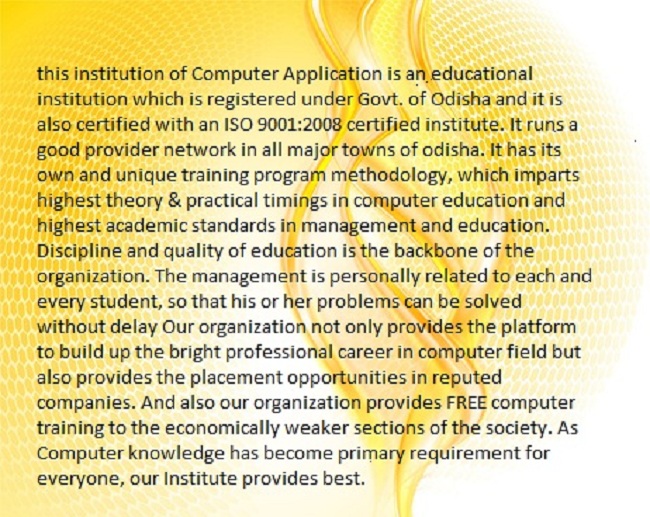 this institution of Computer Application is an educational
institution which is registered under Govt. of Odisha and it is
also certified with an ISO 9001:2008 certified institute. It runs a
good provider network in all major towns of odisha. It has its
own and unique training program methodology, which imparts
highest theory & practical timings in computer education and
highest academic standards in management and education.
Discipline and quality of education is the backbone of the
organization. The management is personally related to each and
every student, so that his or her problems can be solved
without delay Our organization not only provides the platform
to build up the bright professional career in computer field but
also provides the placement opportunities in reputed
companies. And also our organization provides FREE computer
training to the economically weaker sections of the society. As
Computer knowledge has become primary requirement for
everyone, our Institute provides best.